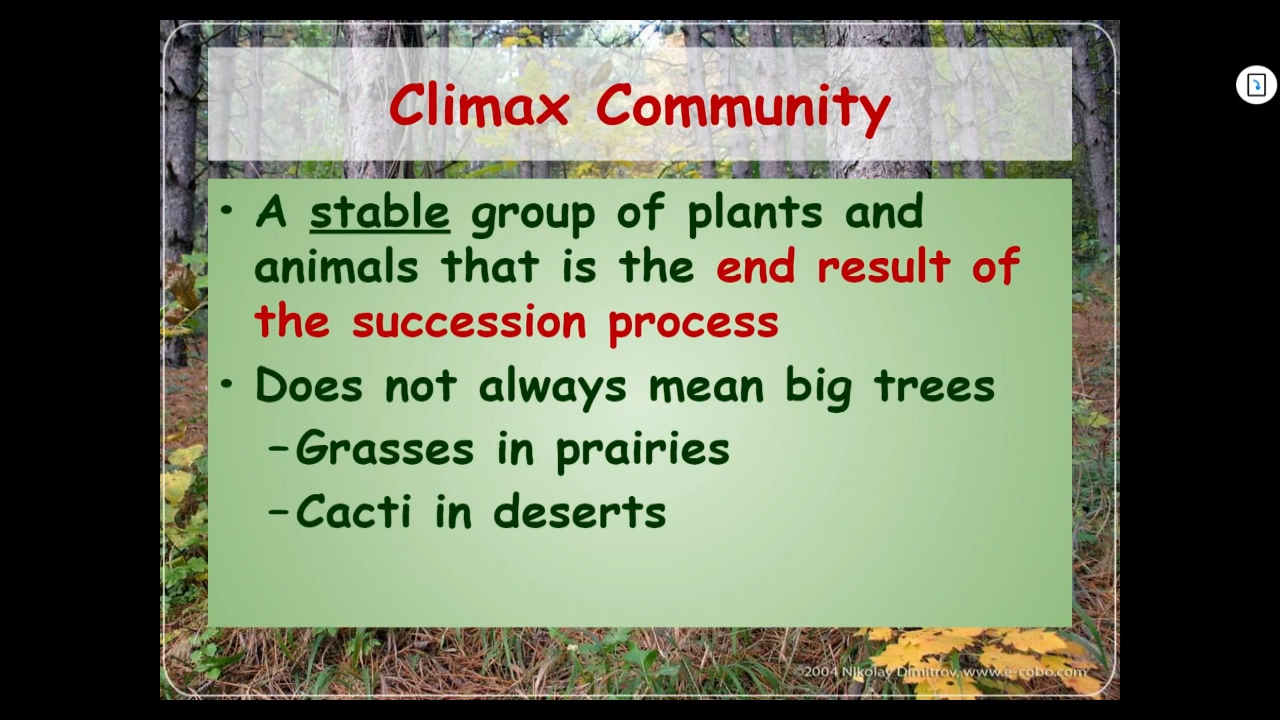 Climax Community
• A stable group of plants and
animals that is the end result of
the succession process
• Does not always mean big trees
–Grasses in prairies
–Cacti in deserts
©2004 Nikolay Dimitrov, www.e-cobo.com